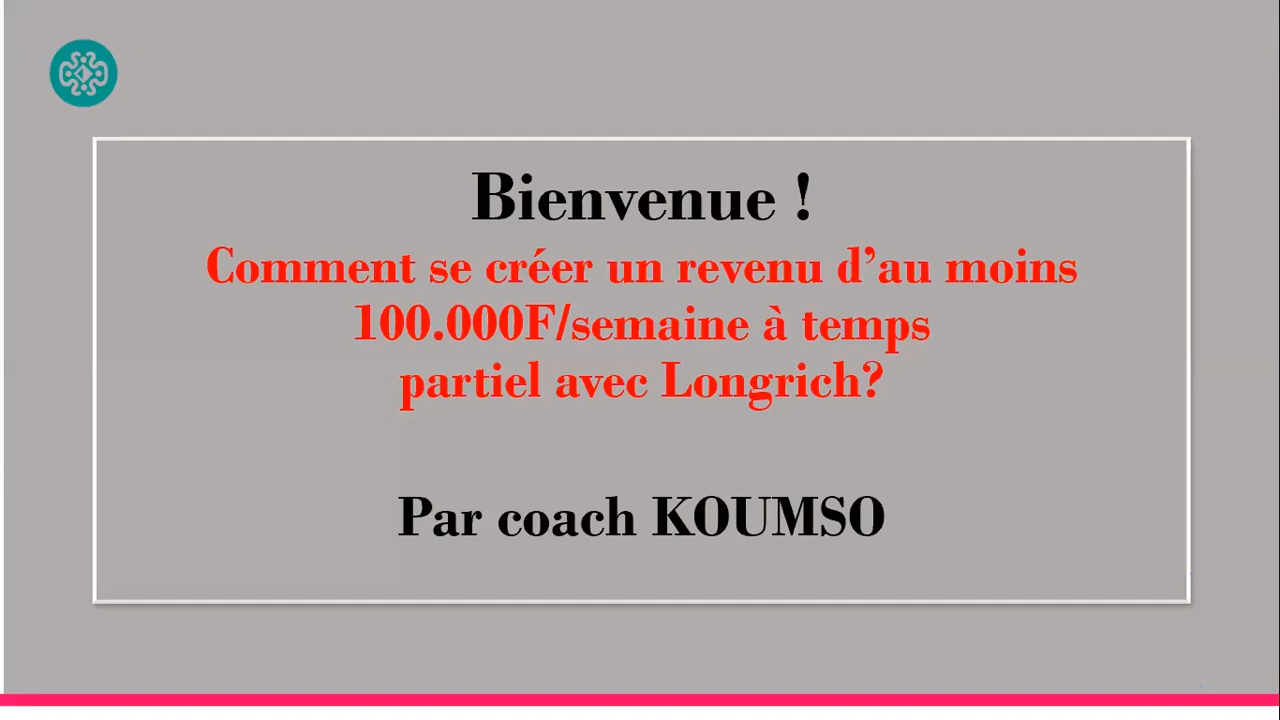 Bienvenue !
Comment se créer un revenu d’au moins
100.000F/semaine à temps
partiel avec Longrich?
Par coach KOUMSO